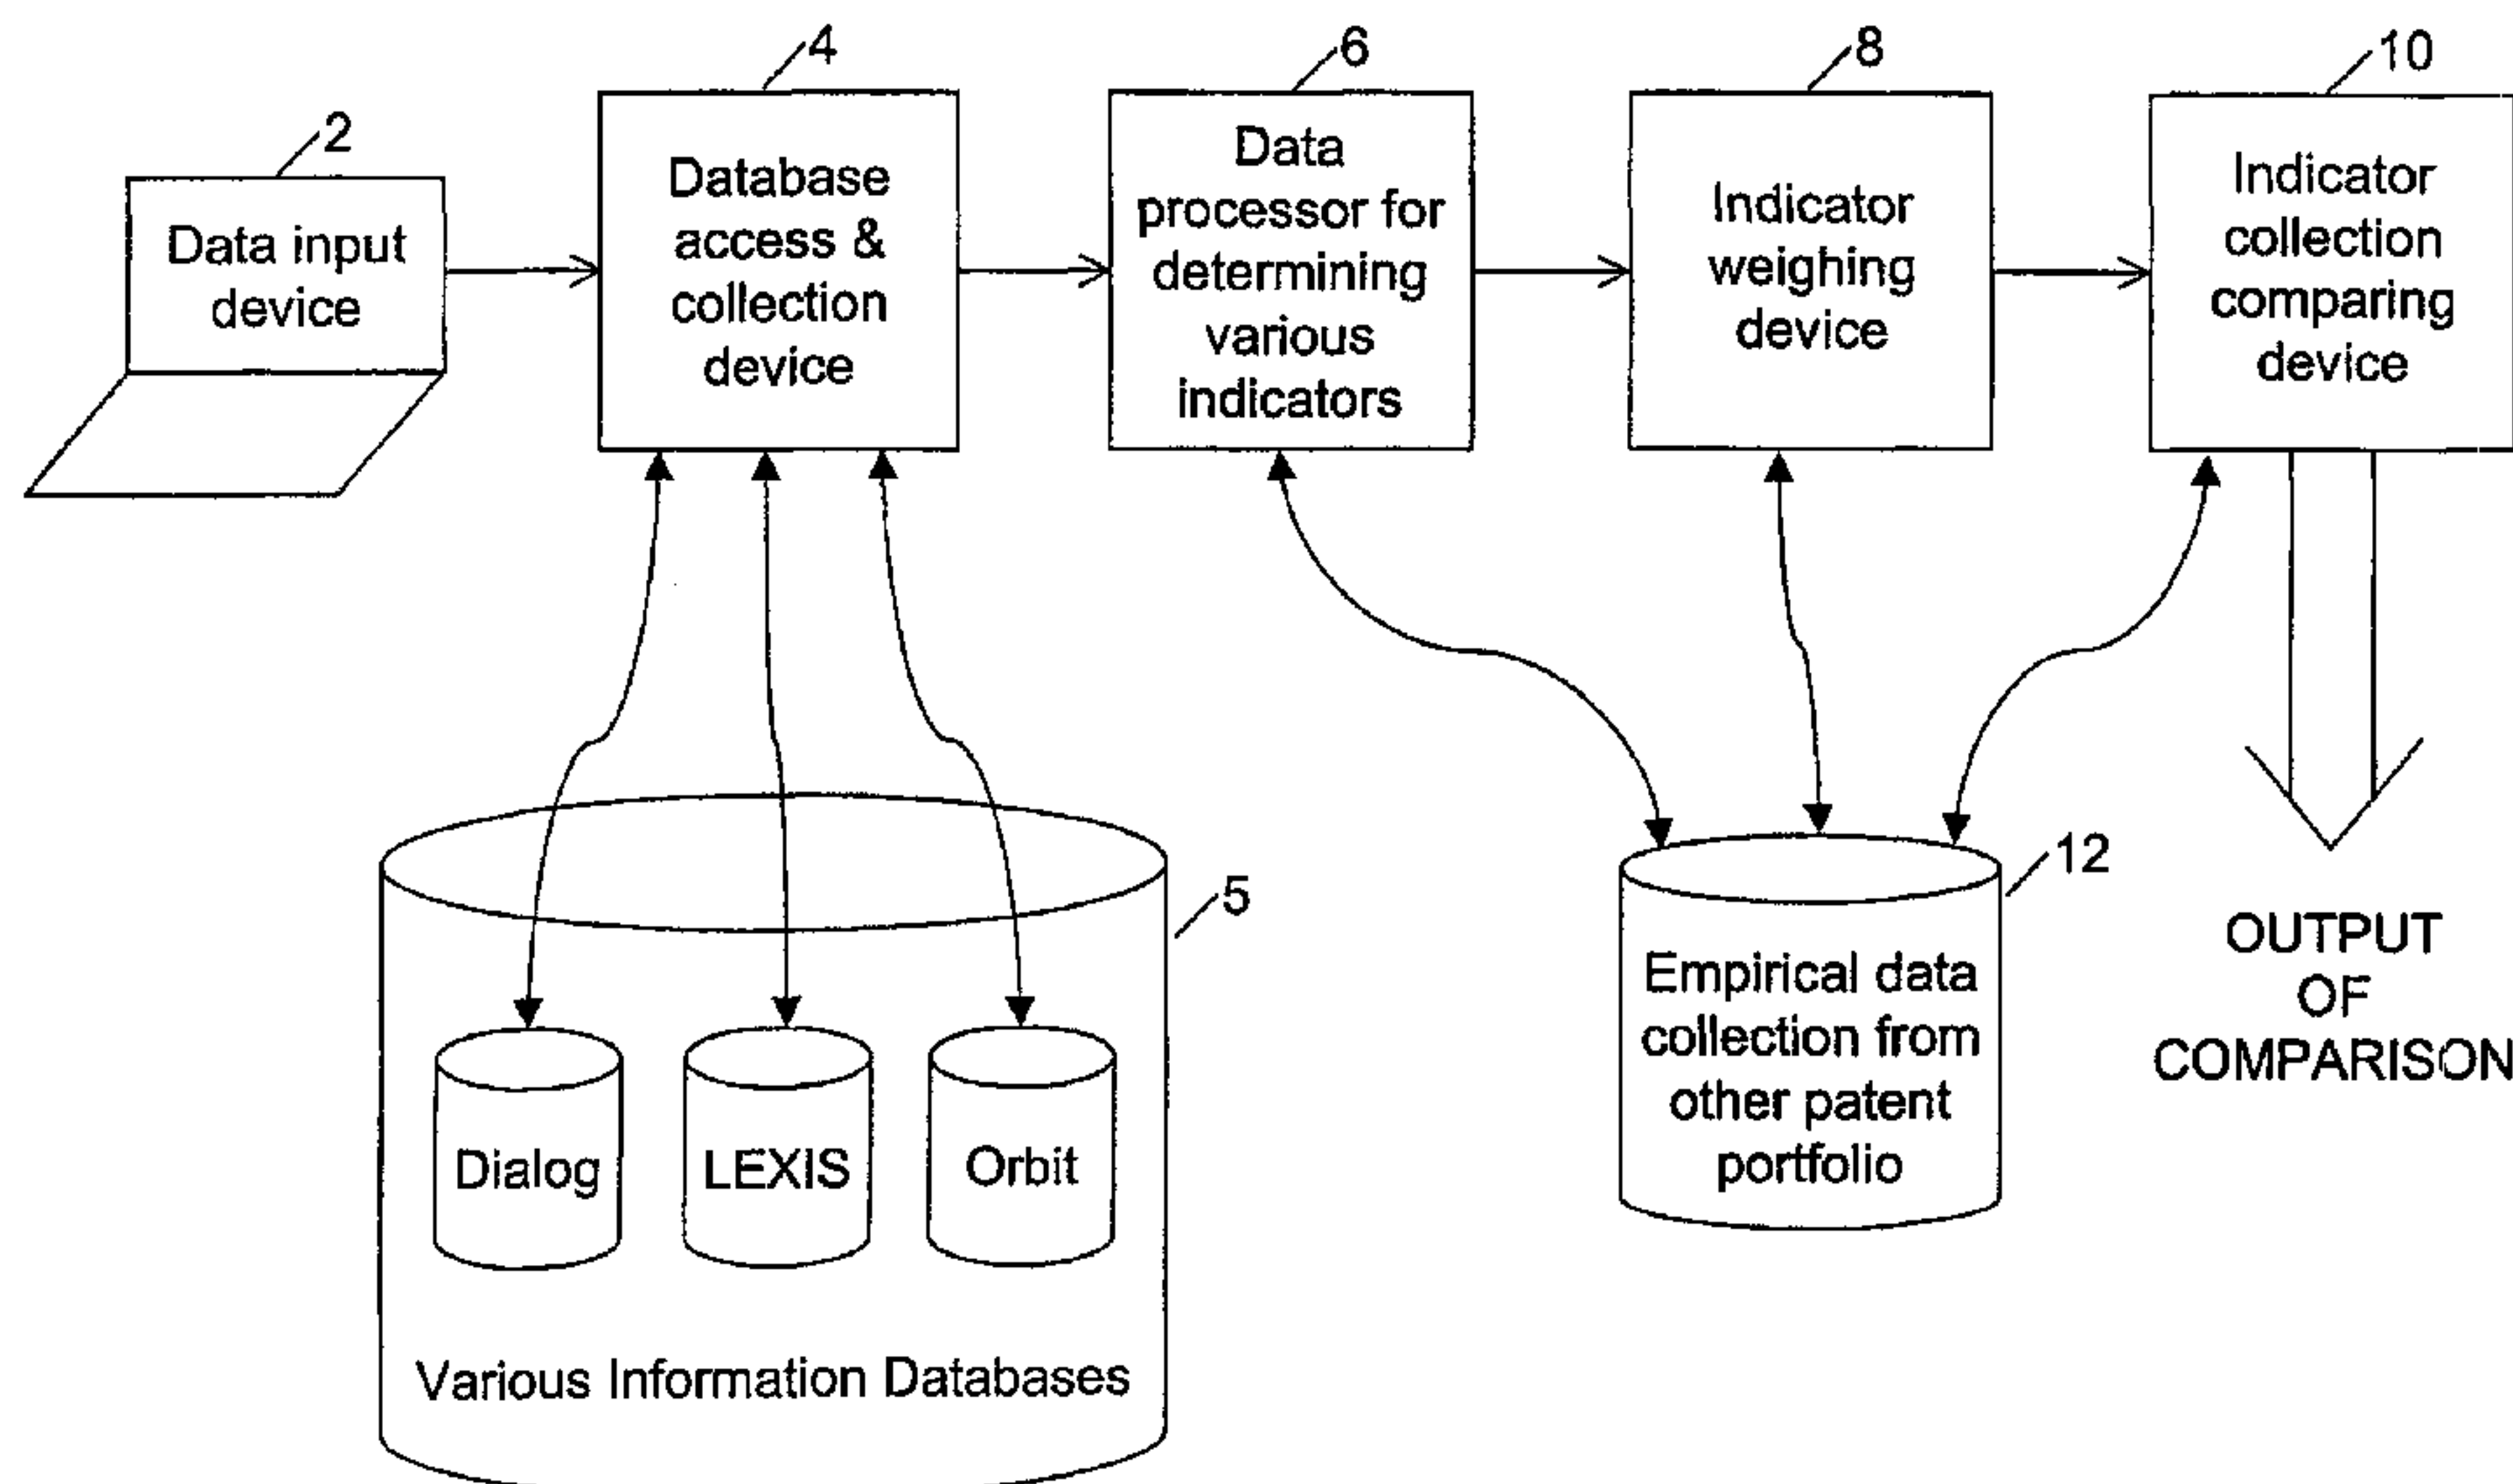 2
Data input
device
4
Database
access &
collection
device
6
Data
processor for
determining
various
indicators
8
Indicator
weighing
device
10
Indicator
collection
comparing
device
5
Dialog
LEXIS
Orbit
Various Information Databases
12
Empirical data
collection from
other patent
portfolio
OUTPUT
OF
COMPARISON